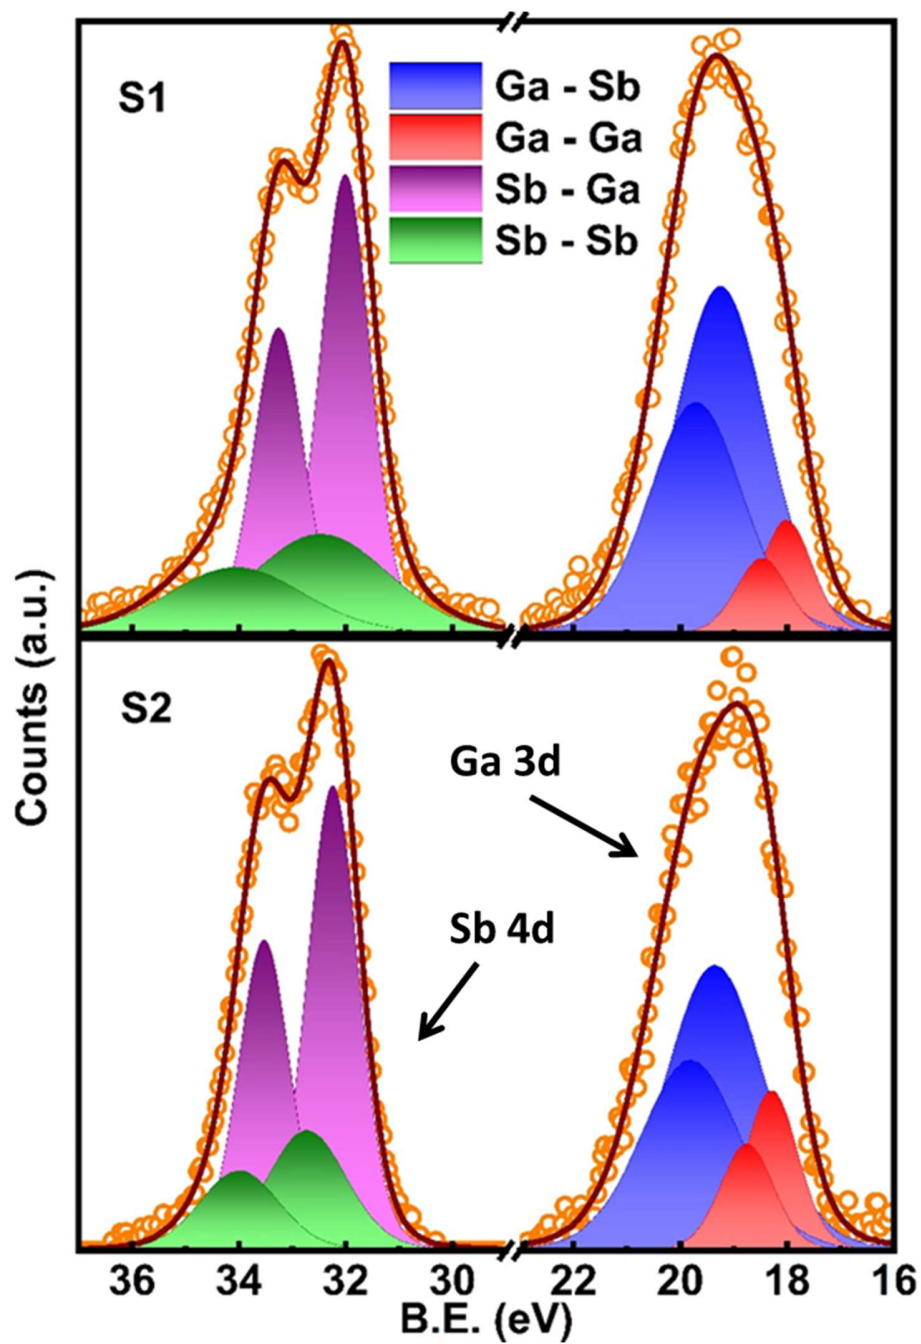 S1
Ga - Sb
Ga - Ga
Sb - Ga
Sb - Sb
S2
Ga 3d
Sb 4d
Counts (a.u.)
36 34 32 30 22 20 18 16
B.E. (eV)